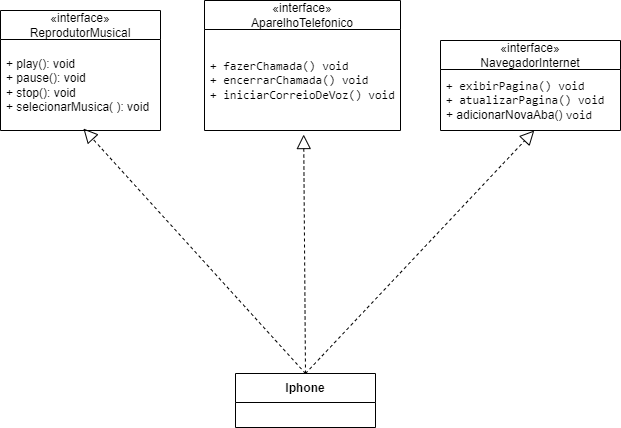 «interface»
ReprodutorMusical
+ play(): void
+ pause(): void
+ stop(): void
+ selecionarMusica( ): void
«interface»
AparelhoTelefonico
+ fazerChamada() void
+ encerrarChamada() void
+ iniciarCorreioDeVoz() void
«interface»
NavegadorInternet
+ exibirPagina() void
+ atualizarPagina() void
+ adicionarNovaAba() void
Iphone